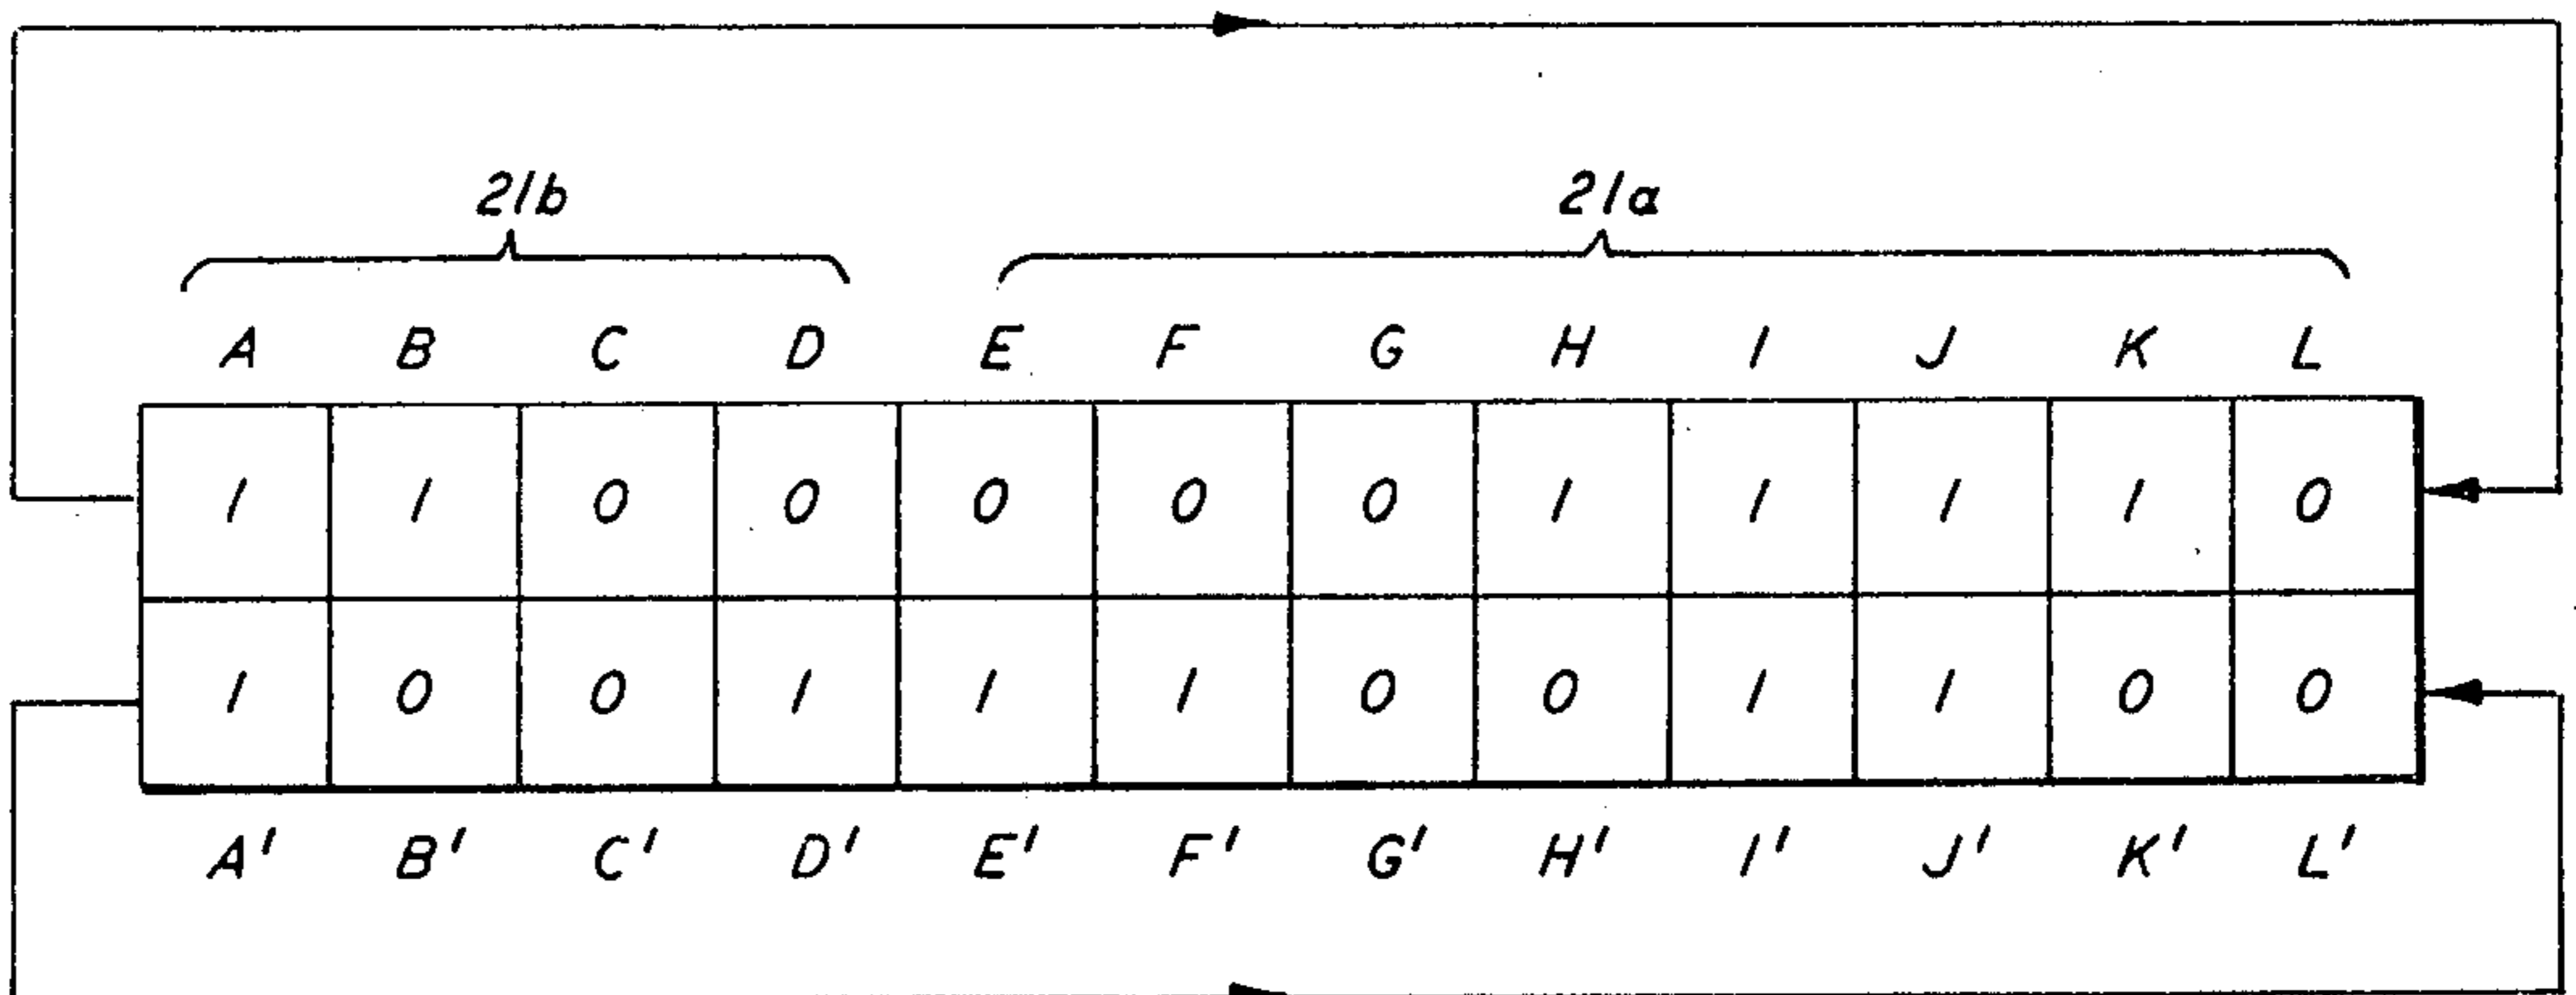 21b 21a
A B C D E F G H I J K L
1 1 0 0 0 0 0 1 1 1 1 0
1 0 0 1 1 1 0 0 1 1 0 0
A' B' C' D' E' F' G' H' I' J' K' L'